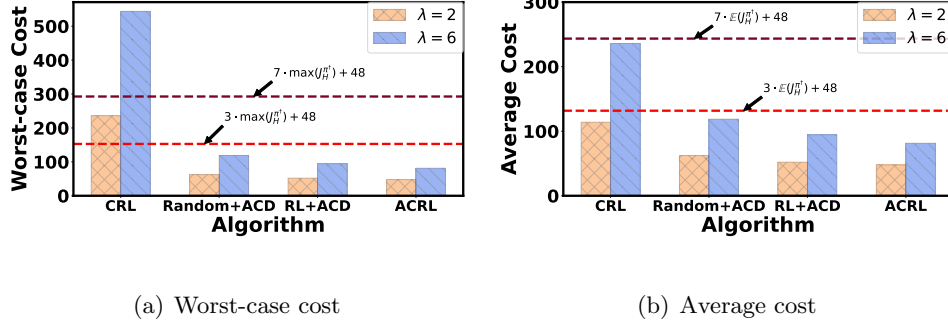 500
400
300
200
100
0
Worst-case Cost
λ = 2
λ = 6
7 · max(J_H^{π†}) + 48
3 · max(J_H^{π†}) + 48
CRL Random+ACD RL+ACD ACRL
Algorithm
(a) Worst-case cost
300
200
100
0
Average Cost
λ = 2
λ = 6
7 · 𝔼(J_H^{π†}) + 48
3 · 𝔼(J_H^{π†}) + 48
CRL Random+ACD RL+ACD ACRL
Algorithm
(b) Average cost